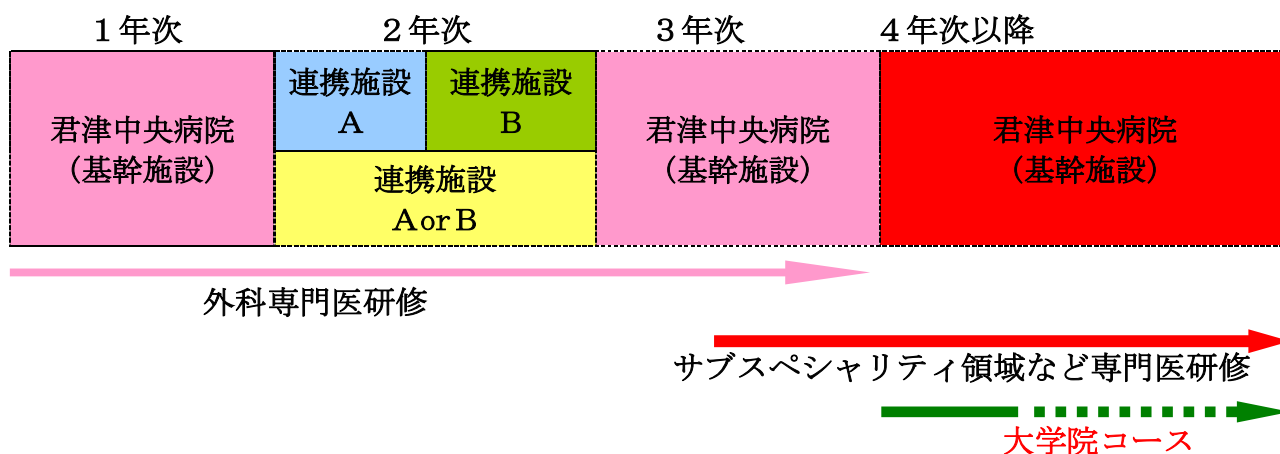 １年次
２年次
３年次
４年次以降
君津中央病院
（基幹施設）
連携施設
Ａ
連携施設
Ｂ
連携施設
ＡorＢ
君津中央病院
（基幹施設）
君津中央病院
（基幹施設）
外科専門医研修
サブスペシャリティ領域など専門医研修
大学院コース